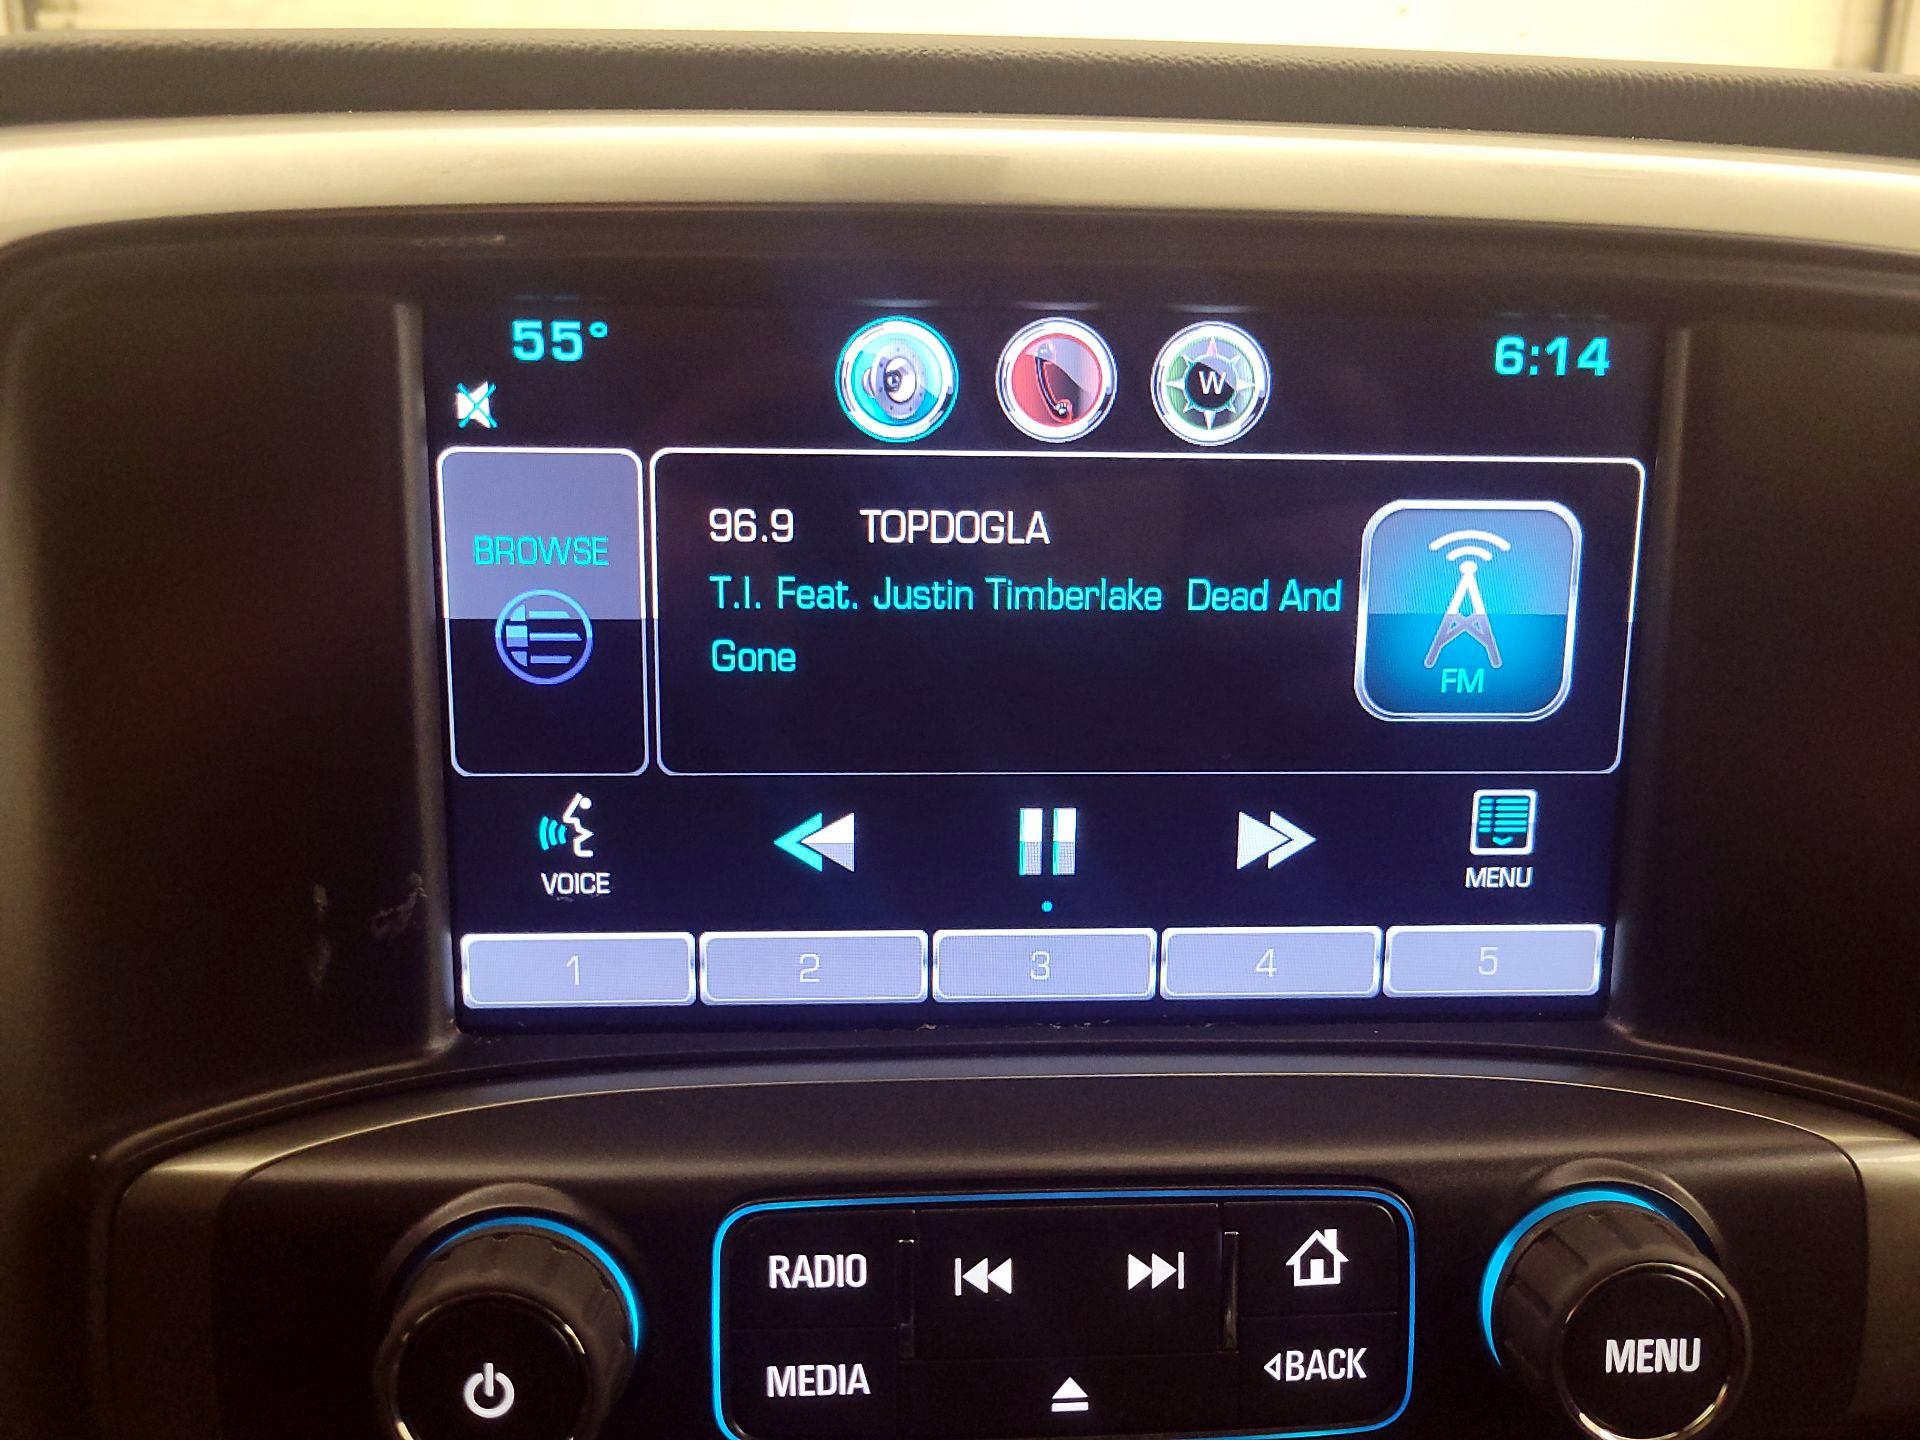 55°
6:14
W
96.9 TOPDOGLA
BROWSE
T.I. Feat. Justin Timberlake Dead And
Gone
FM
VOICE
MENU
1 2 3 4 5
RADIO
MEDIA
BACK
MENU